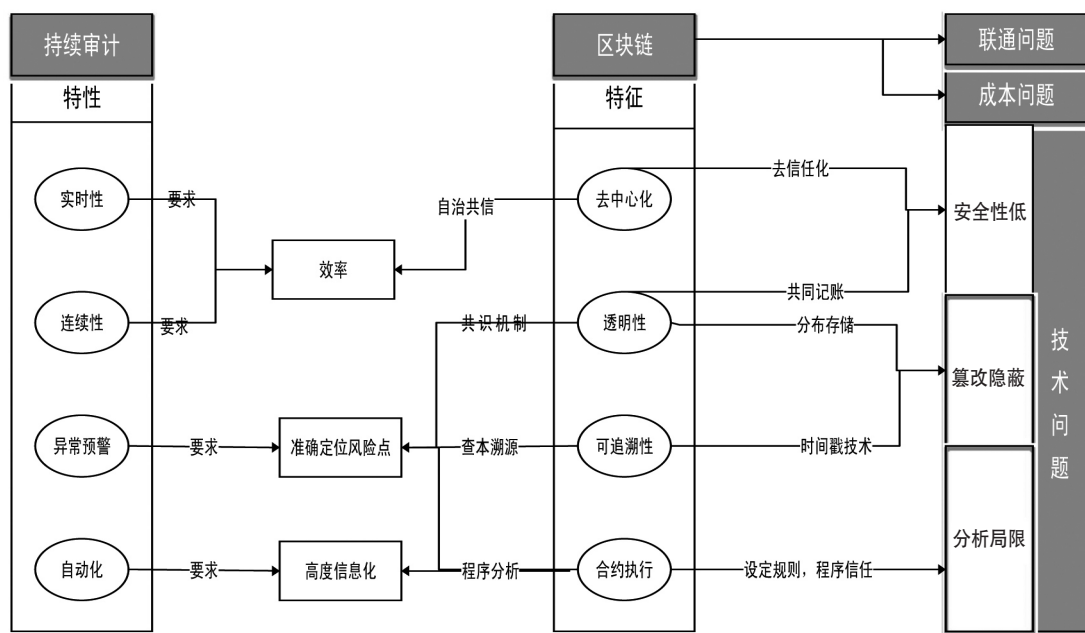 持续审计
区块链
联通问题
成本问题
特性
特征
实时性
要求
自治共信
去中心化
去信任化
安全性低
效率
连续性
要求
共识机制
透明性
共同记账
分布存储
篡改隐蔽
技术问题
异常预警
要求
准确定位风险点
查本溯源
可追溯性
时间戳技术
分析局限
自动化
要求
高度信息化
程序分析
合约执行
设定规则，程序信任